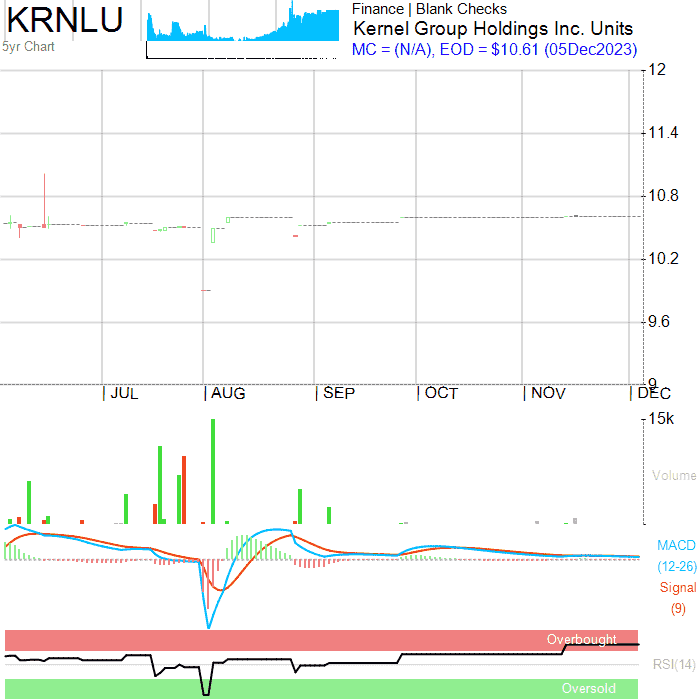 KRNLU
5yr Chart
Finance | Blank Checks
Kernel Group Holdings Inc. Units
MC = (N/A), EOD = $10.61 (05Dec2023)
12
11.4
10.8
10.2
9.6
9
JUL AUG SEP OCT NOV DEC
15k
Volume
MACD
(12-26)
Signal
(9)
Overbought
RSI(14)
Oversold